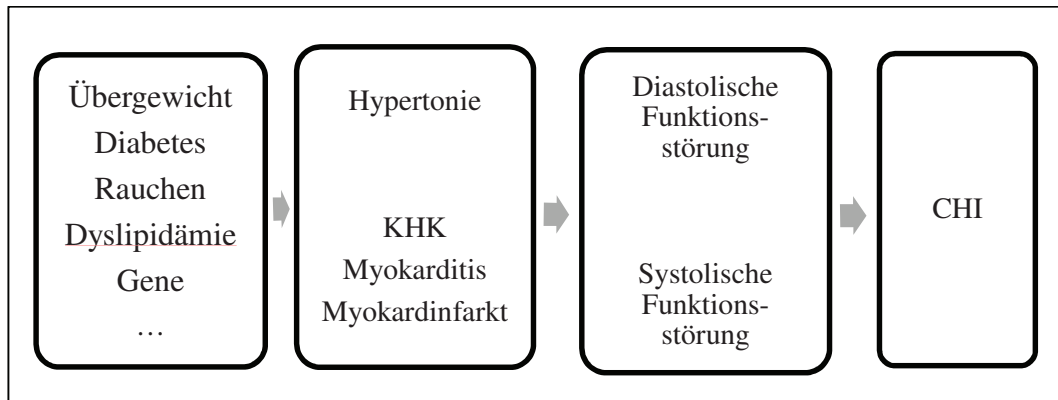 Übergewicht
Diabetes
Rauchen
Dyslipidämie
Gene
…
Hypertonie
KHK
Myokarditis
Myokardinfarkt
Diastolische
Funktions-
störung
Systolische
Funktions-
störung
CHI